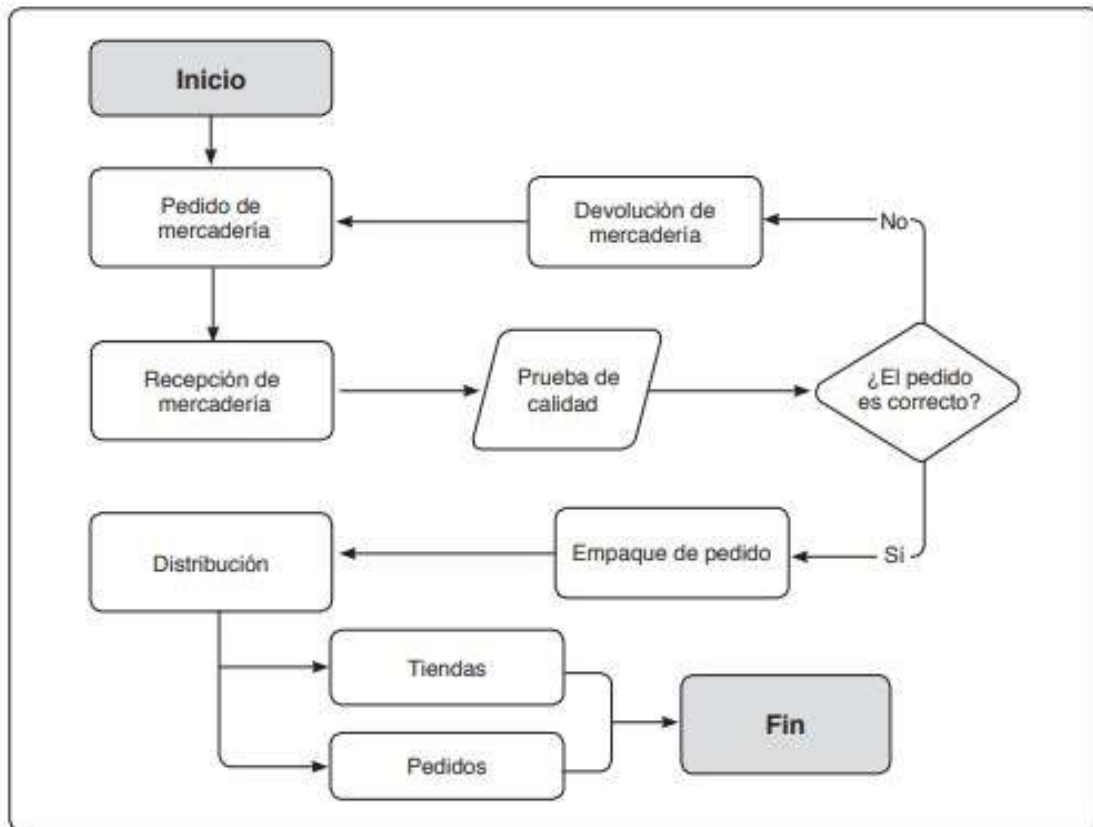 Inicio
Pedido de
mercadería
Devolución de
mercadería
No
Recepción de
mercadería
Prueba de
calidad
¿El pedido
es correcto?
Distribución
Empaque de pedido
Sí
Tiendas
Pedidos
Fin